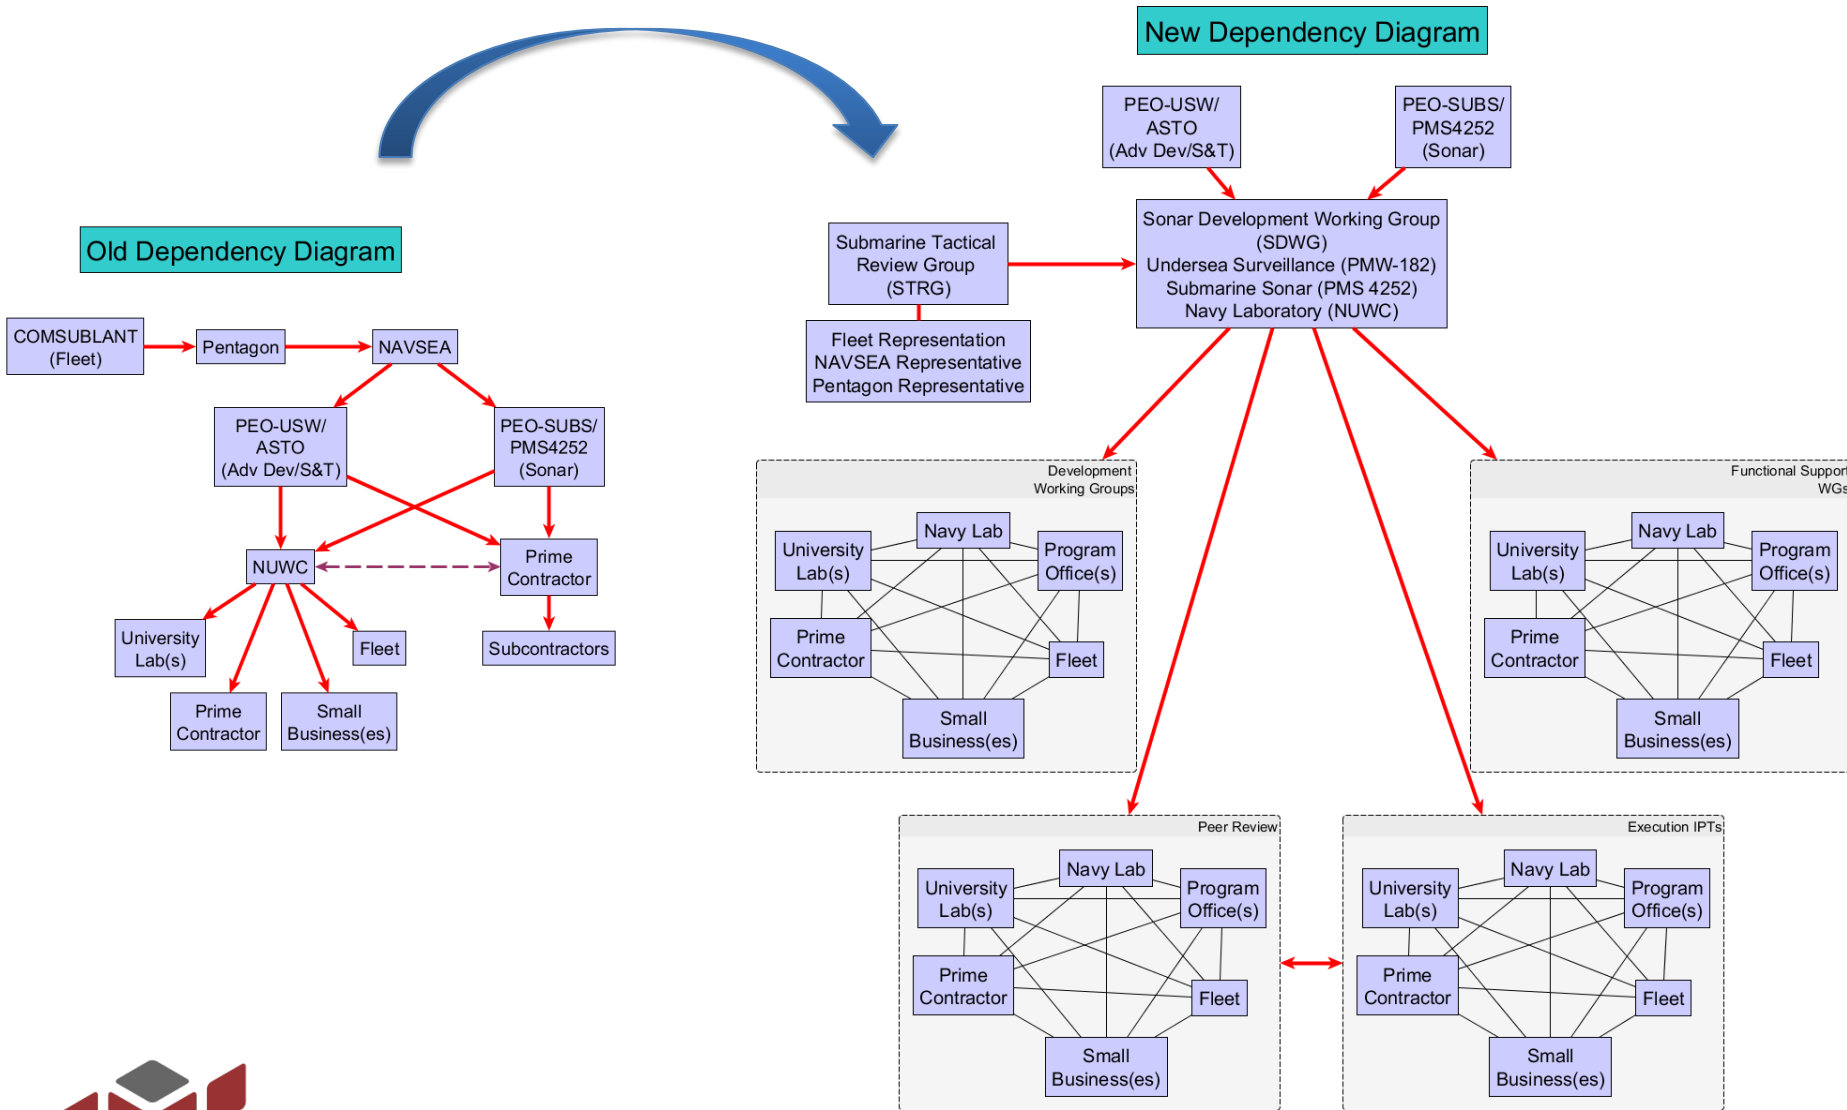 New Dependency Diagram
PEO-USW/
ASTO
(Adv Dev/S&T)
PEO-SUBS/
PMS4252
(Sonar)
Sonar Development Working Group
(SDWG)
Undersea Surveillance (PMW-182)
Submarine Sonar (PMS 4252)
Navy Laboratory (NUWC)
Submarine Tactical
Review Group
(STRG)
Fleet Representation
NAVSEA Representative
Pentagon Representative
Old Dependency Diagram
COMSUBLANT
(Fleet)
Pentagon
NAVSEA
PEO-USW/
ASTO
(Adv Dev/S&T)
PEO-SUBS/
PMS4252
(Sonar)
NUWC
Prime
Contractor
University
Lab(s)
Fleet
Subcontractors
Prime
Contractor
Small
Business(es)
Development
Working Groups
Navy Lab
University
Lab(s)
Program
Office(s)
Prime
Contractor
Fleet
Small
Business(es)
Functional Support
WGs
Navy Lab
University
Lab(s)
Program
Office(s)
Prime
Contractor
Fleet
Small
Business(es)
Peer Review
Navy Lab
University
Lab(s)
Program
Office(s)
Prime
Contractor
Fleet
Small
Business(es)
Execution IPTs
Navy Lab
University
Lab(s)
Program
Office(s)
Prime
Contractor
Fleet
Small
Business(es)